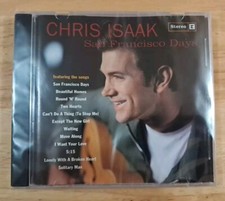 CHRIS ISAAK
San Francisco Days
Stereo
featuring the songs
San Francisco Days
Beautiful Homes
Round 'N' Round
Two Hearts
Can't Do A Thing (To Stop Me)
Except The New Girl
Waiting
Move Along
I Want Your Love
5:15
Lonely With A Broken Heart
Solitary Man